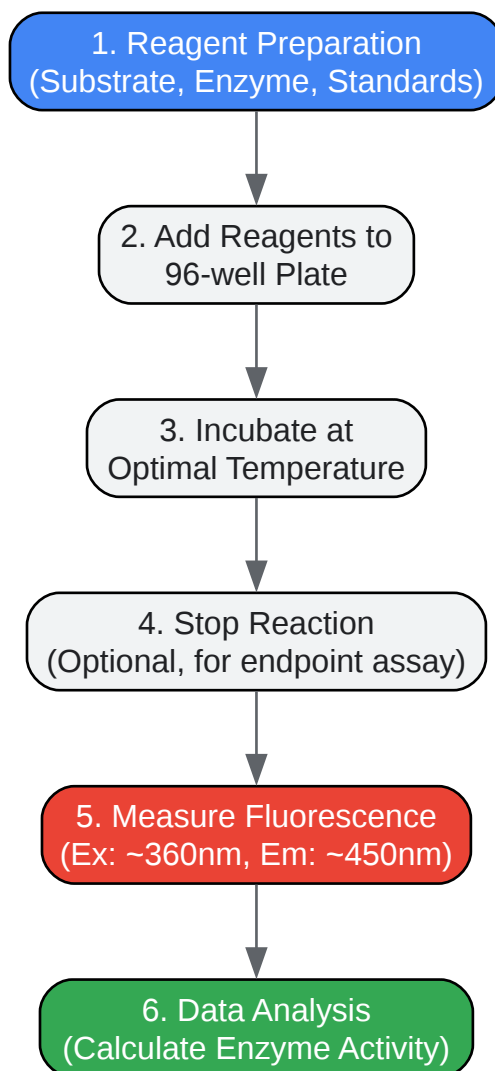 1. Reagent Preparation
(Substrate, Enzyme, Standards)
2. Add Reagents to
96-well Plate
3. Incubate at
Optimal Temperature
4. Stop Reaction
(Optional, for endpoint assay)
5. Measure Fluorescence
(Ex: ~360nm, Em: ~450nm)
6. Data Analysis
(Calculate Enzyme Activity)